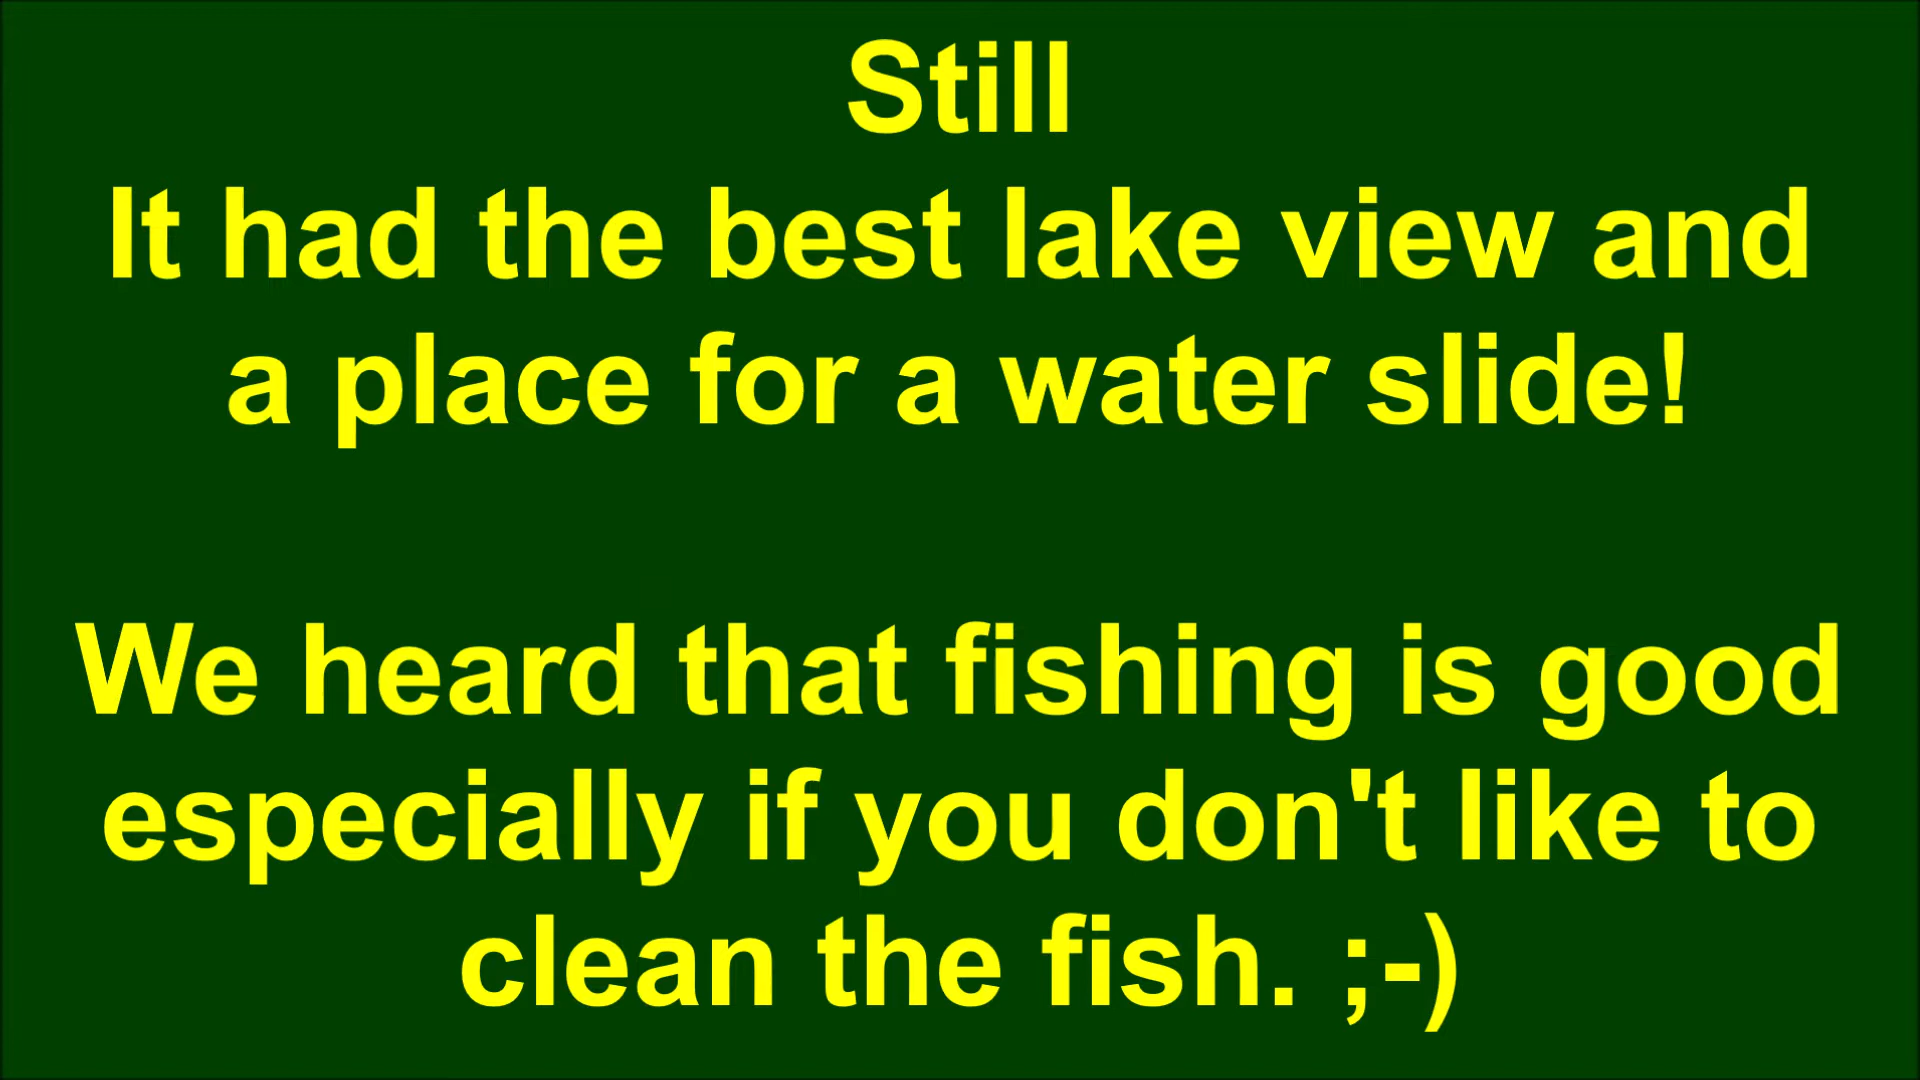 Still
It had the best lake view and
a place for a water slide!
We heard that fishing is good
especially if you don't like to
clean the fish. ;-)